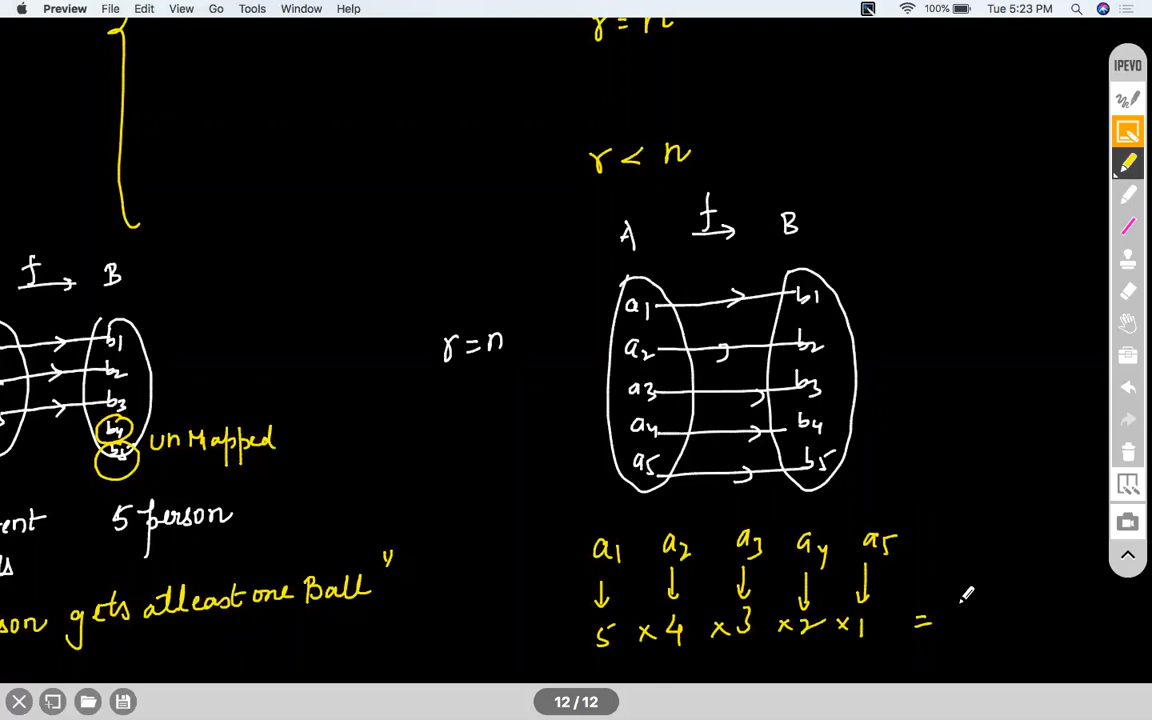 Preview File Edit View Go Tools Window Help 100% Tue 5:23 PM
IPEVO
r = n
r < n
f B
b1
b2
b3
b4
b5
un Mapped
5 person
gets atleast one Ball"
r = n
A f B
a1 b1
a2 b2
a3 b3
a4 b4
a5 b5
a1 a2 a3 a4 a5
5 × 4 × 3 × 2 × 1 =
12 / 12